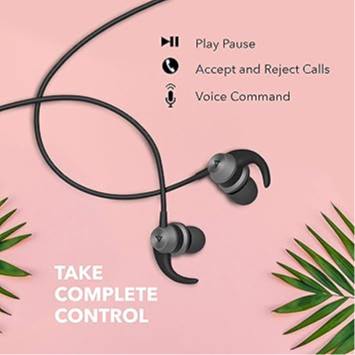 Play Pause
Accept and Reject Calls
Voice Command
TAKE
COMPLETE
CONTROL